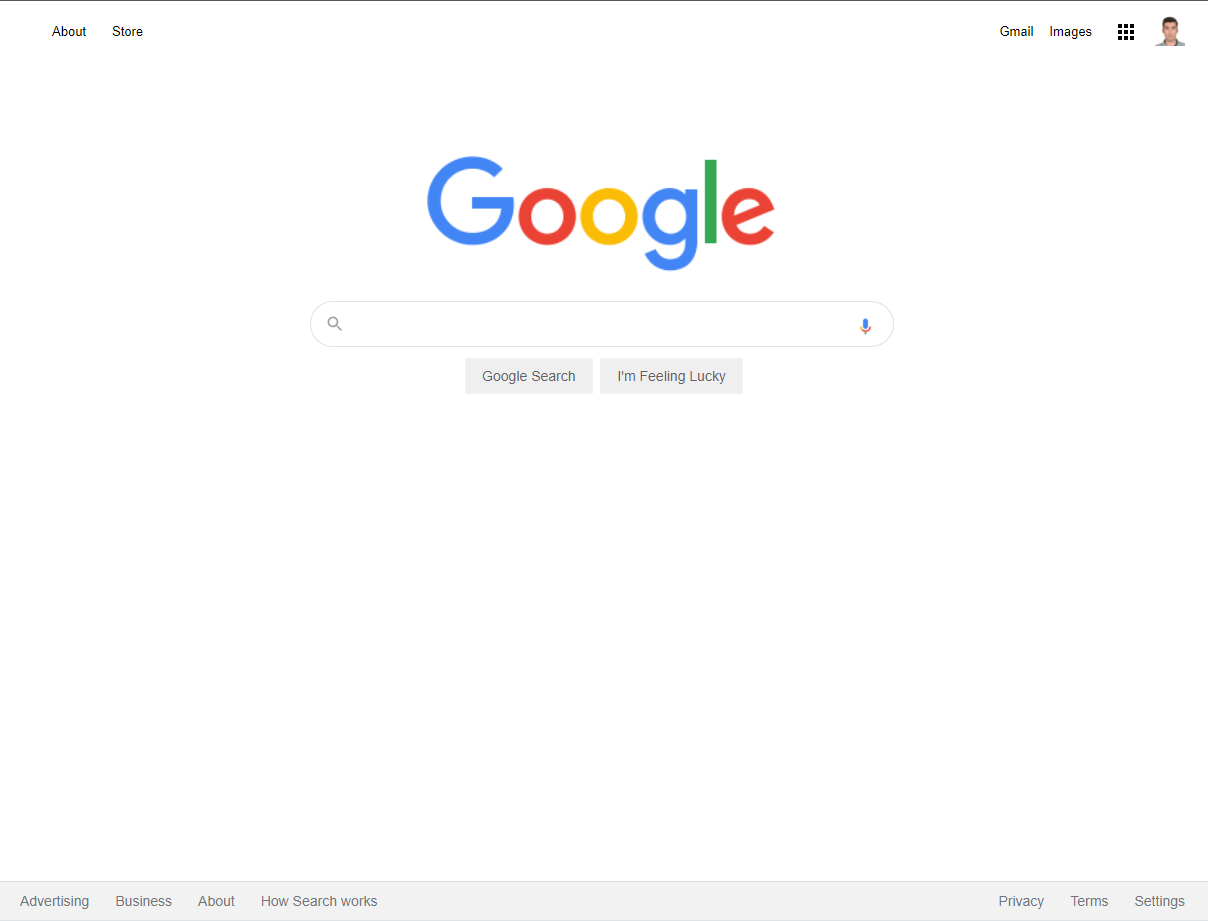 About Store Gmail Images
Google
Google Search I'm Feeling Lucky
Advertising Business About How Search works Privacy Terms Settings